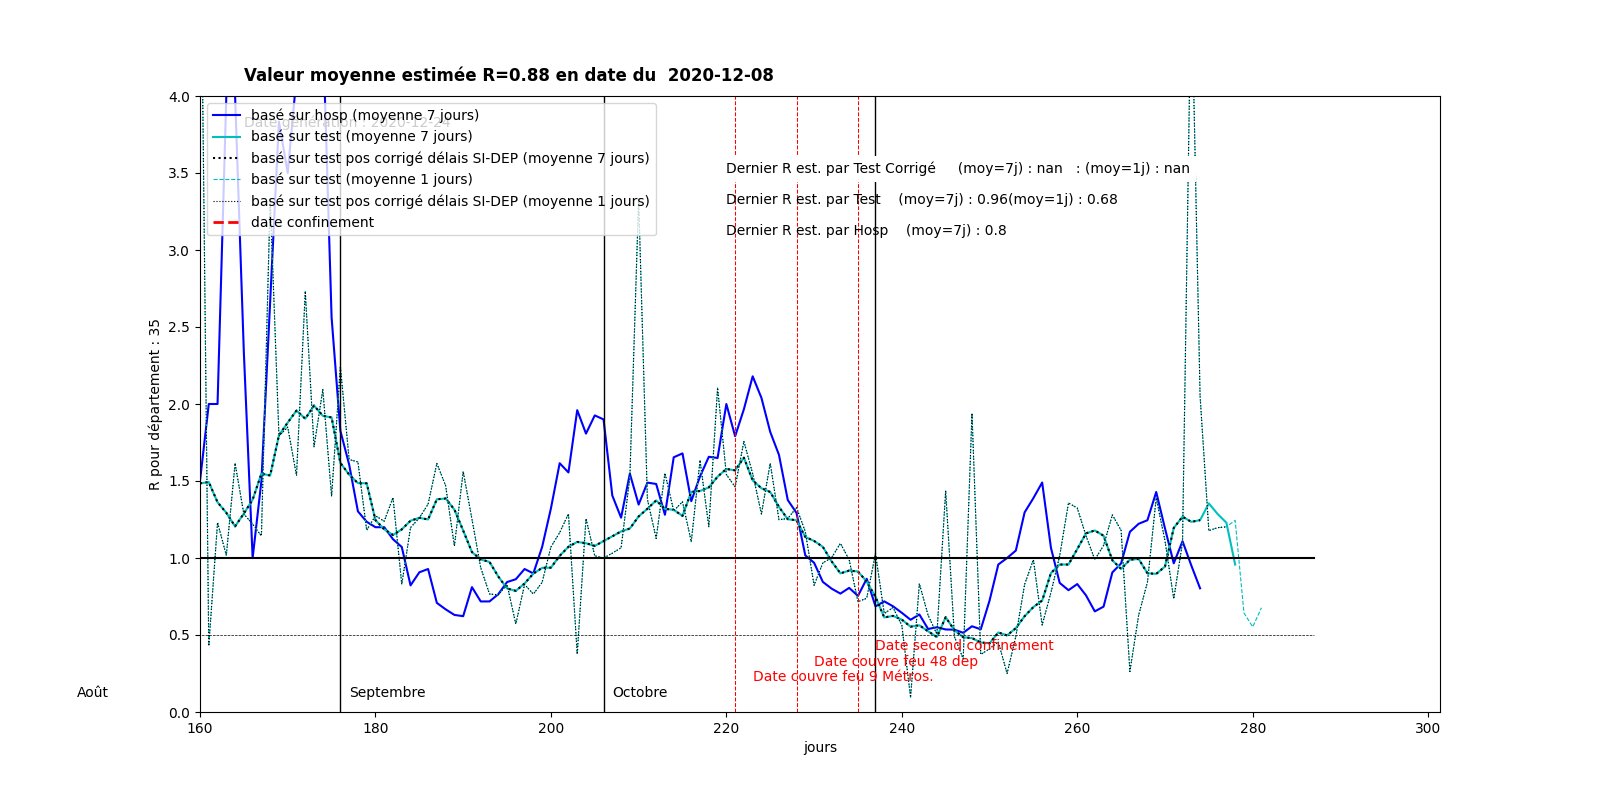 Valeur moyenne estimée R=0.88 en date du  2020-12-08
Date génération : 2020-12-24
basé sur hosp (moyenne 7 jours)
basé sur test (moyenne 7 jours)
basé sur test pos corrigé délais SI-DEP (moyenne 7 jours)
basé sur test (moyenne 1 jours)
basé sur test pos corrigé délais SI-DEP (moyenne 1 jours)
date confinement
Dernier R est. par Test Corrigé     (moy=7j) : nan   : (moy=1j) : nan
Dernier R est. par Test    (moy=7j) : 0.96(moy=1j) : 0.68
Dernier R est. par Hosp    (moy=7j) : 0.8
R pour département : 35
4.0
3.5
3.0
2.5
2.0
1.5
1.0
0.5
0.0
Date second confinement
Date couvre feu 48 dep
Date couvre feu 9 Métros.
Août
Septembre
Octobre
160
180
200
220
240
260
280
300
jours